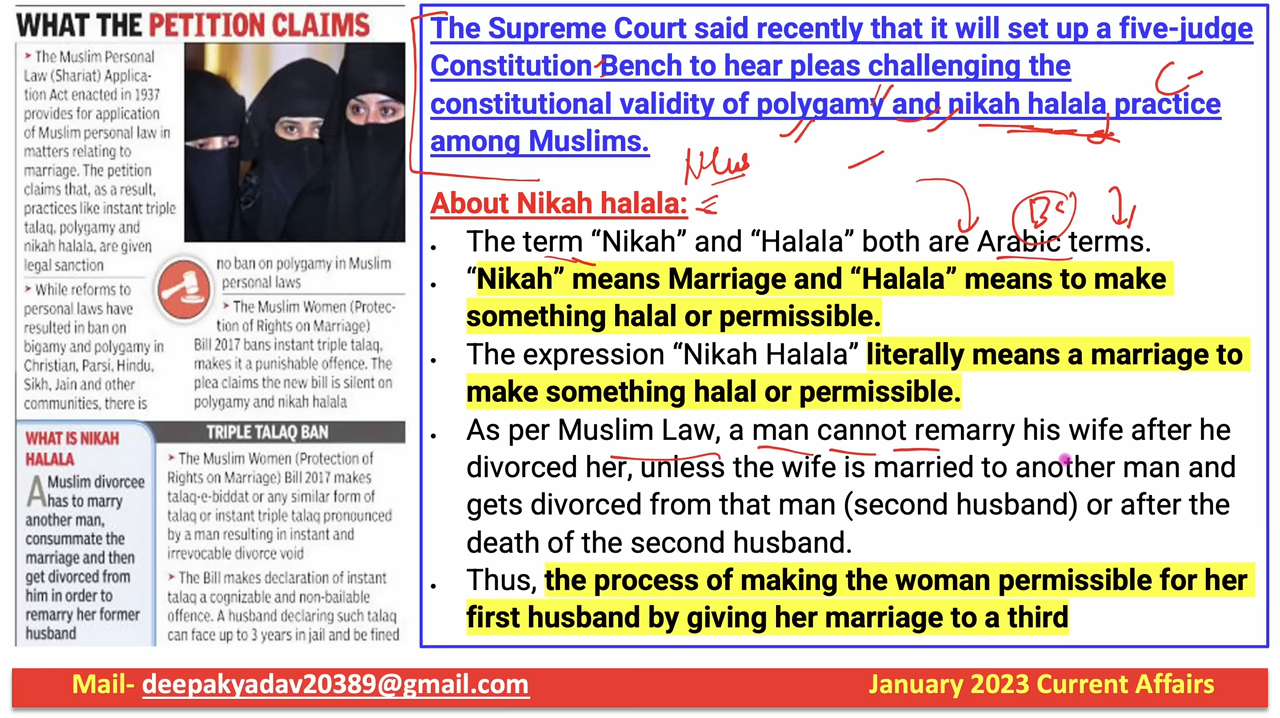 WHAT THE PETITION CLAIMS
➤ The Muslim Personal
Law (Shariat) Applica-
tion Act enacted in 1937
provides for application
of Muslim personal law in
matters relating to
marriage. The petition
claims that, as a result,
practices like instant triple
talaq, polygamy and
nikah halala, are given
legal sanction
➤ While reforms to
personal laws have
resulted in ban on
bigamy and polygamy in
Christian, Parsi, Hindu,
Sikh, Jain and other
communities, there is
no ban on polygamy in Muslim
personal laws
➤ The Muslim Women (Protec-
tion of Rights on Marriage)
Bill 2017 bans instant triple talaq,
makes it a punishable offence. The
plea claims the new bill is silent on
polygamy and nikah halala
WHAT IS NIKAH
HALALA
A Muslim divorcee
has to marry
another man,
consummate the
marriage and then
get divorced from
him in order to
remarry her former
husband
TRIPLE TALAQ BAN
➤ The Muslim Women (Protection of
Rights on Marriage) Bill 2017 makes
talaq-e-biddat or any similar form of
talaq or instant triple talaq pronounced
by a man resulting in instant and
irrevocable divorce void
➤ The Bill makes declaration of instant
talaq a cognizable and non-bailable
offence. A husband declaring such talaq
can face up to 3 years in jail and be fined
The Supreme Court said recently that it will set up a five-judge
Constitution Bench to hear pleas challenging the
constitutional validity of polygamy and nikah halala practice
among Muslims.
About Nikah halala:
• The term “Nikah” and “Halala” both are Arabic terms.
• “Nikah” means Marriage and “Halala” means to make
something halal or permissible.
• The expression “Nikah Halala” literally means a marriage to
make something halal or permissible.
• As per Muslim Law, a man cannot remarry his wife after he
divorced her, unless the wife is married to another man and
gets divorced from that man (second husband) or after the
death of the second husband.
• Thus, the process of making the woman permissible for her
first husband by giving her marriage to a third
Mail- deepakyadav20389@gmail.com
January 2023 Current Affairs